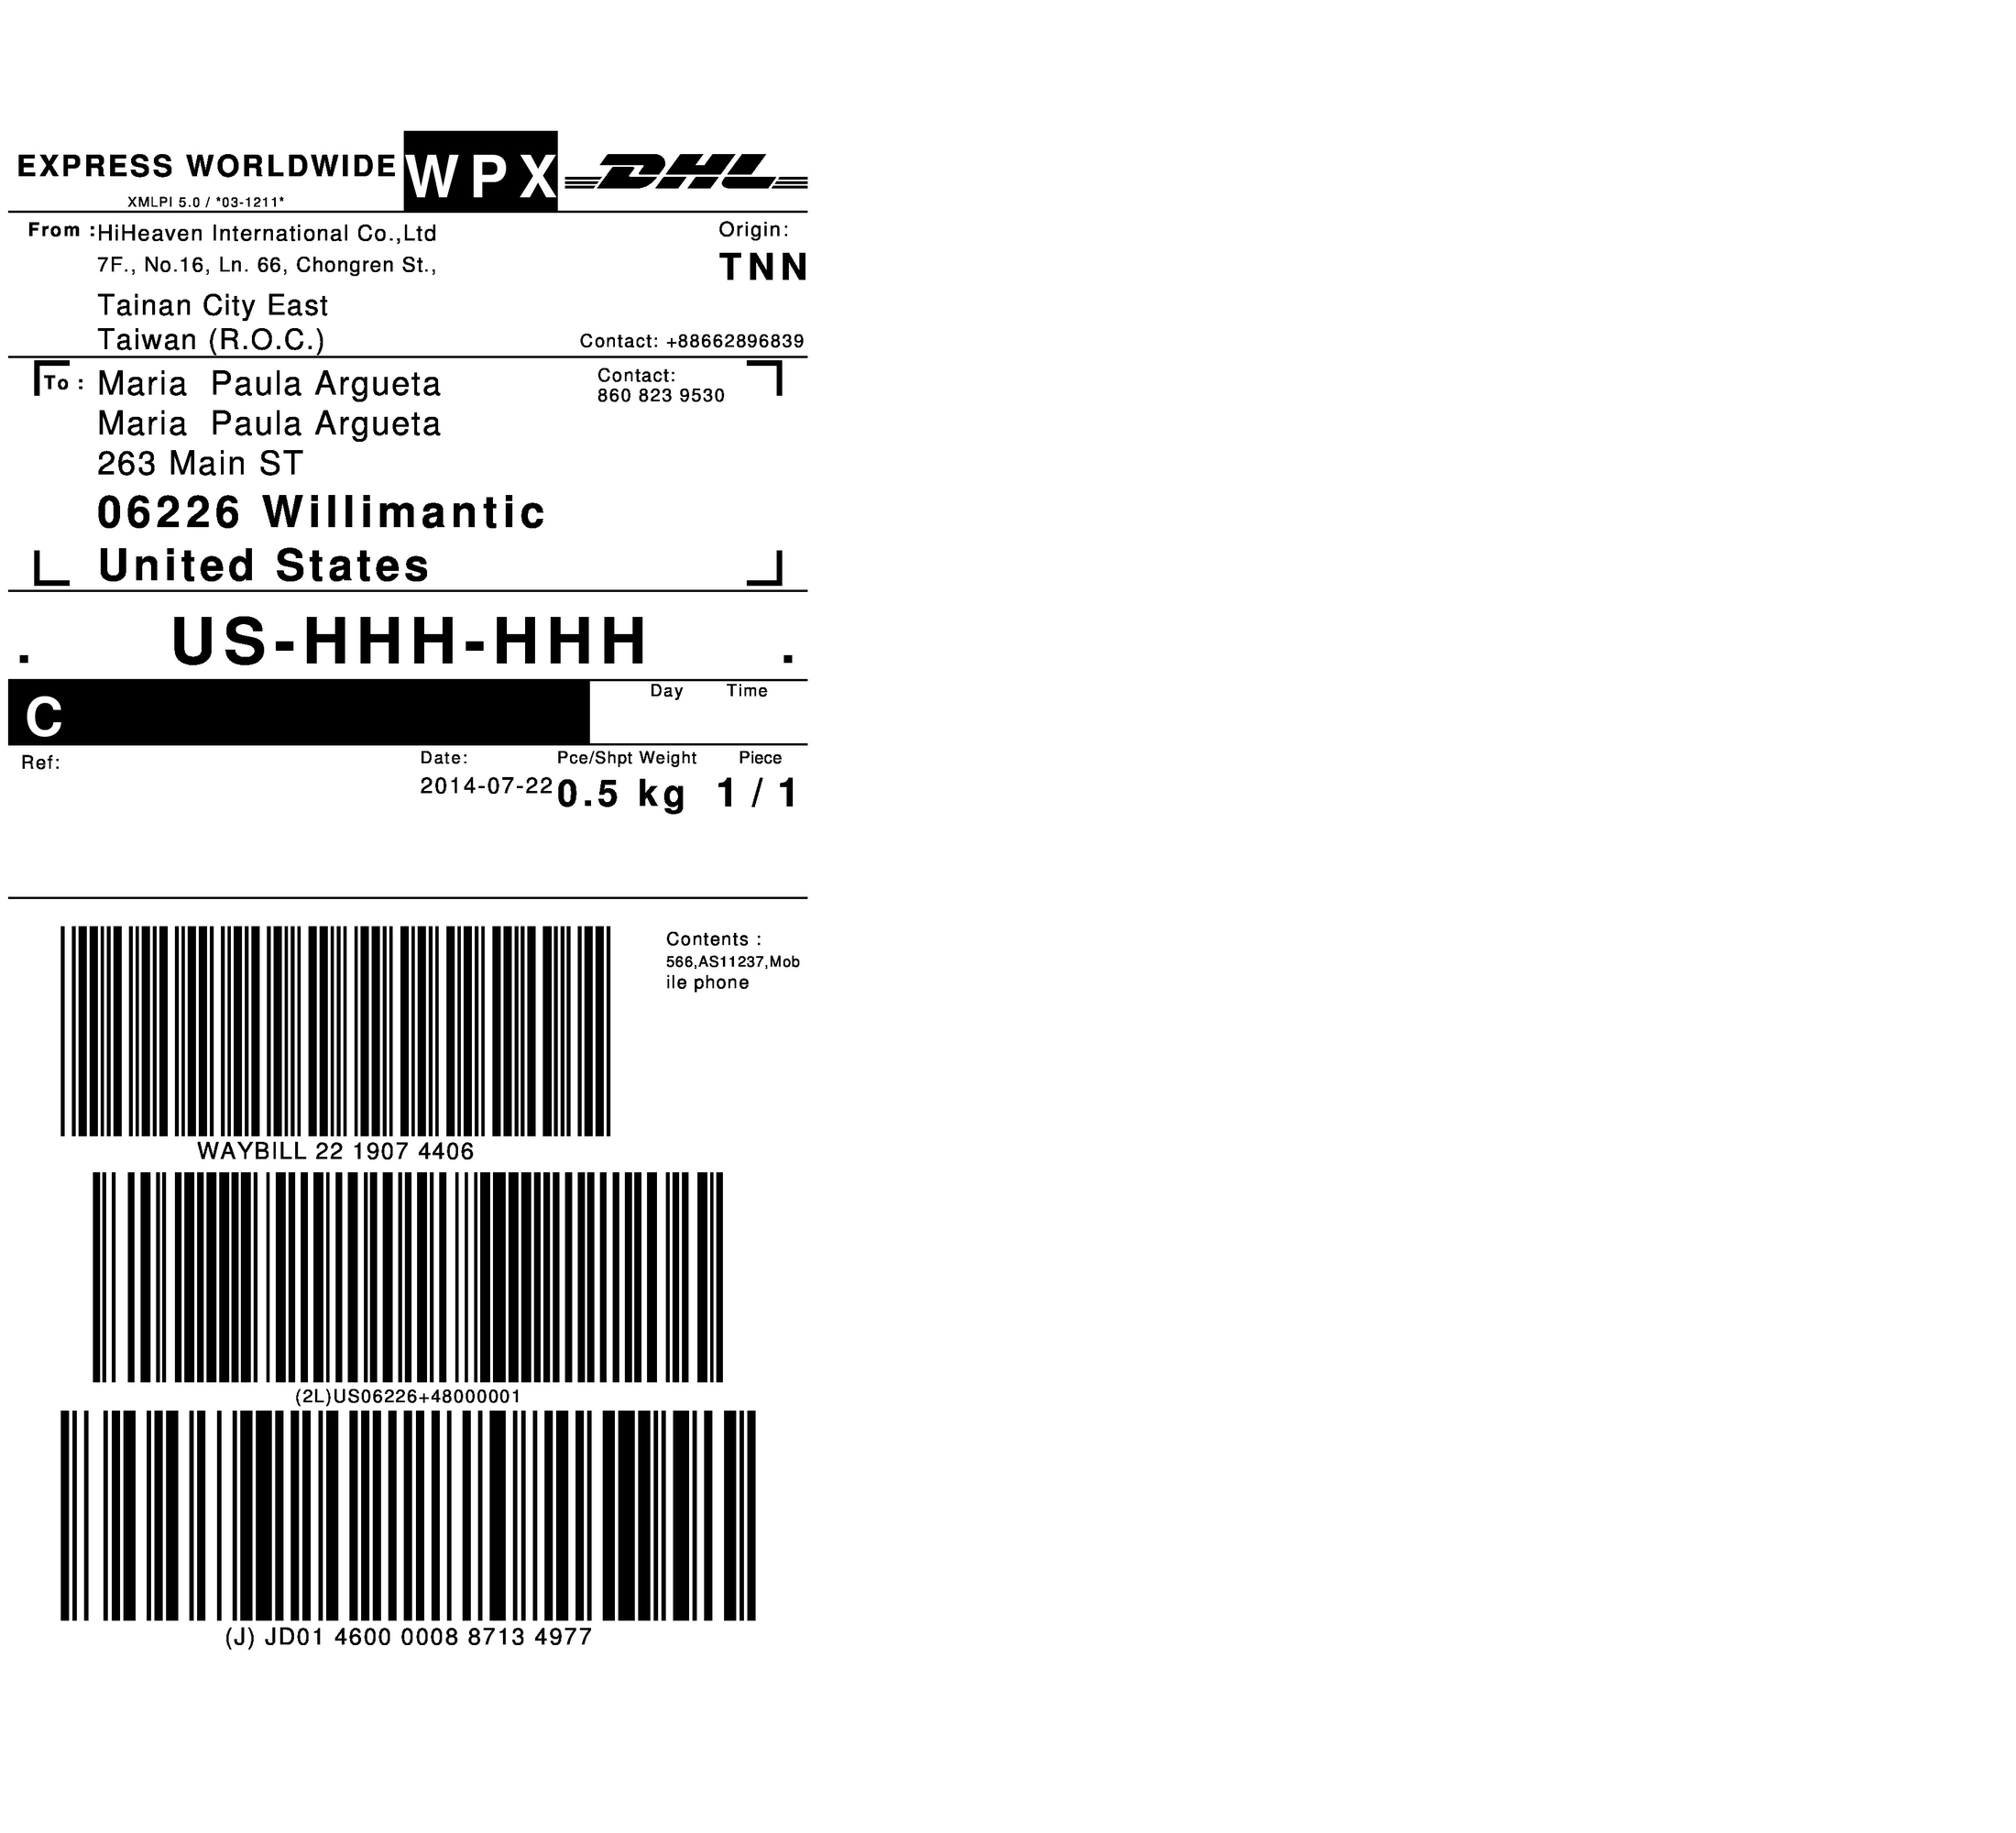 EXPRESS WORLDWIDE WPX DHL
XMLPI 5.0 / *03-1211*
From : HiHeaven International Co.,Ltd Origin:
7F., No.16, Ln. 66, Chongren St., TNN
Tainan City East
Taiwan (R.O.C.) Contact: +88662896839
To : Maria  Paula Argueta Contact:
860 823 9530
Maria  Paula Argueta
263 Main ST
06226 Willimantic
United States
. US-HHH-HHH .
C Day Time
Ref: Date: Pce/Shpt Weight Piece
2014-07-22 0.5 kg 1 / 1
Contents :
566,AS11237,Mob
ile phone
WAYBILL 22 1907 4406
(2L)US06226+48000001
(J) JD01 4600 0008 8713 4977